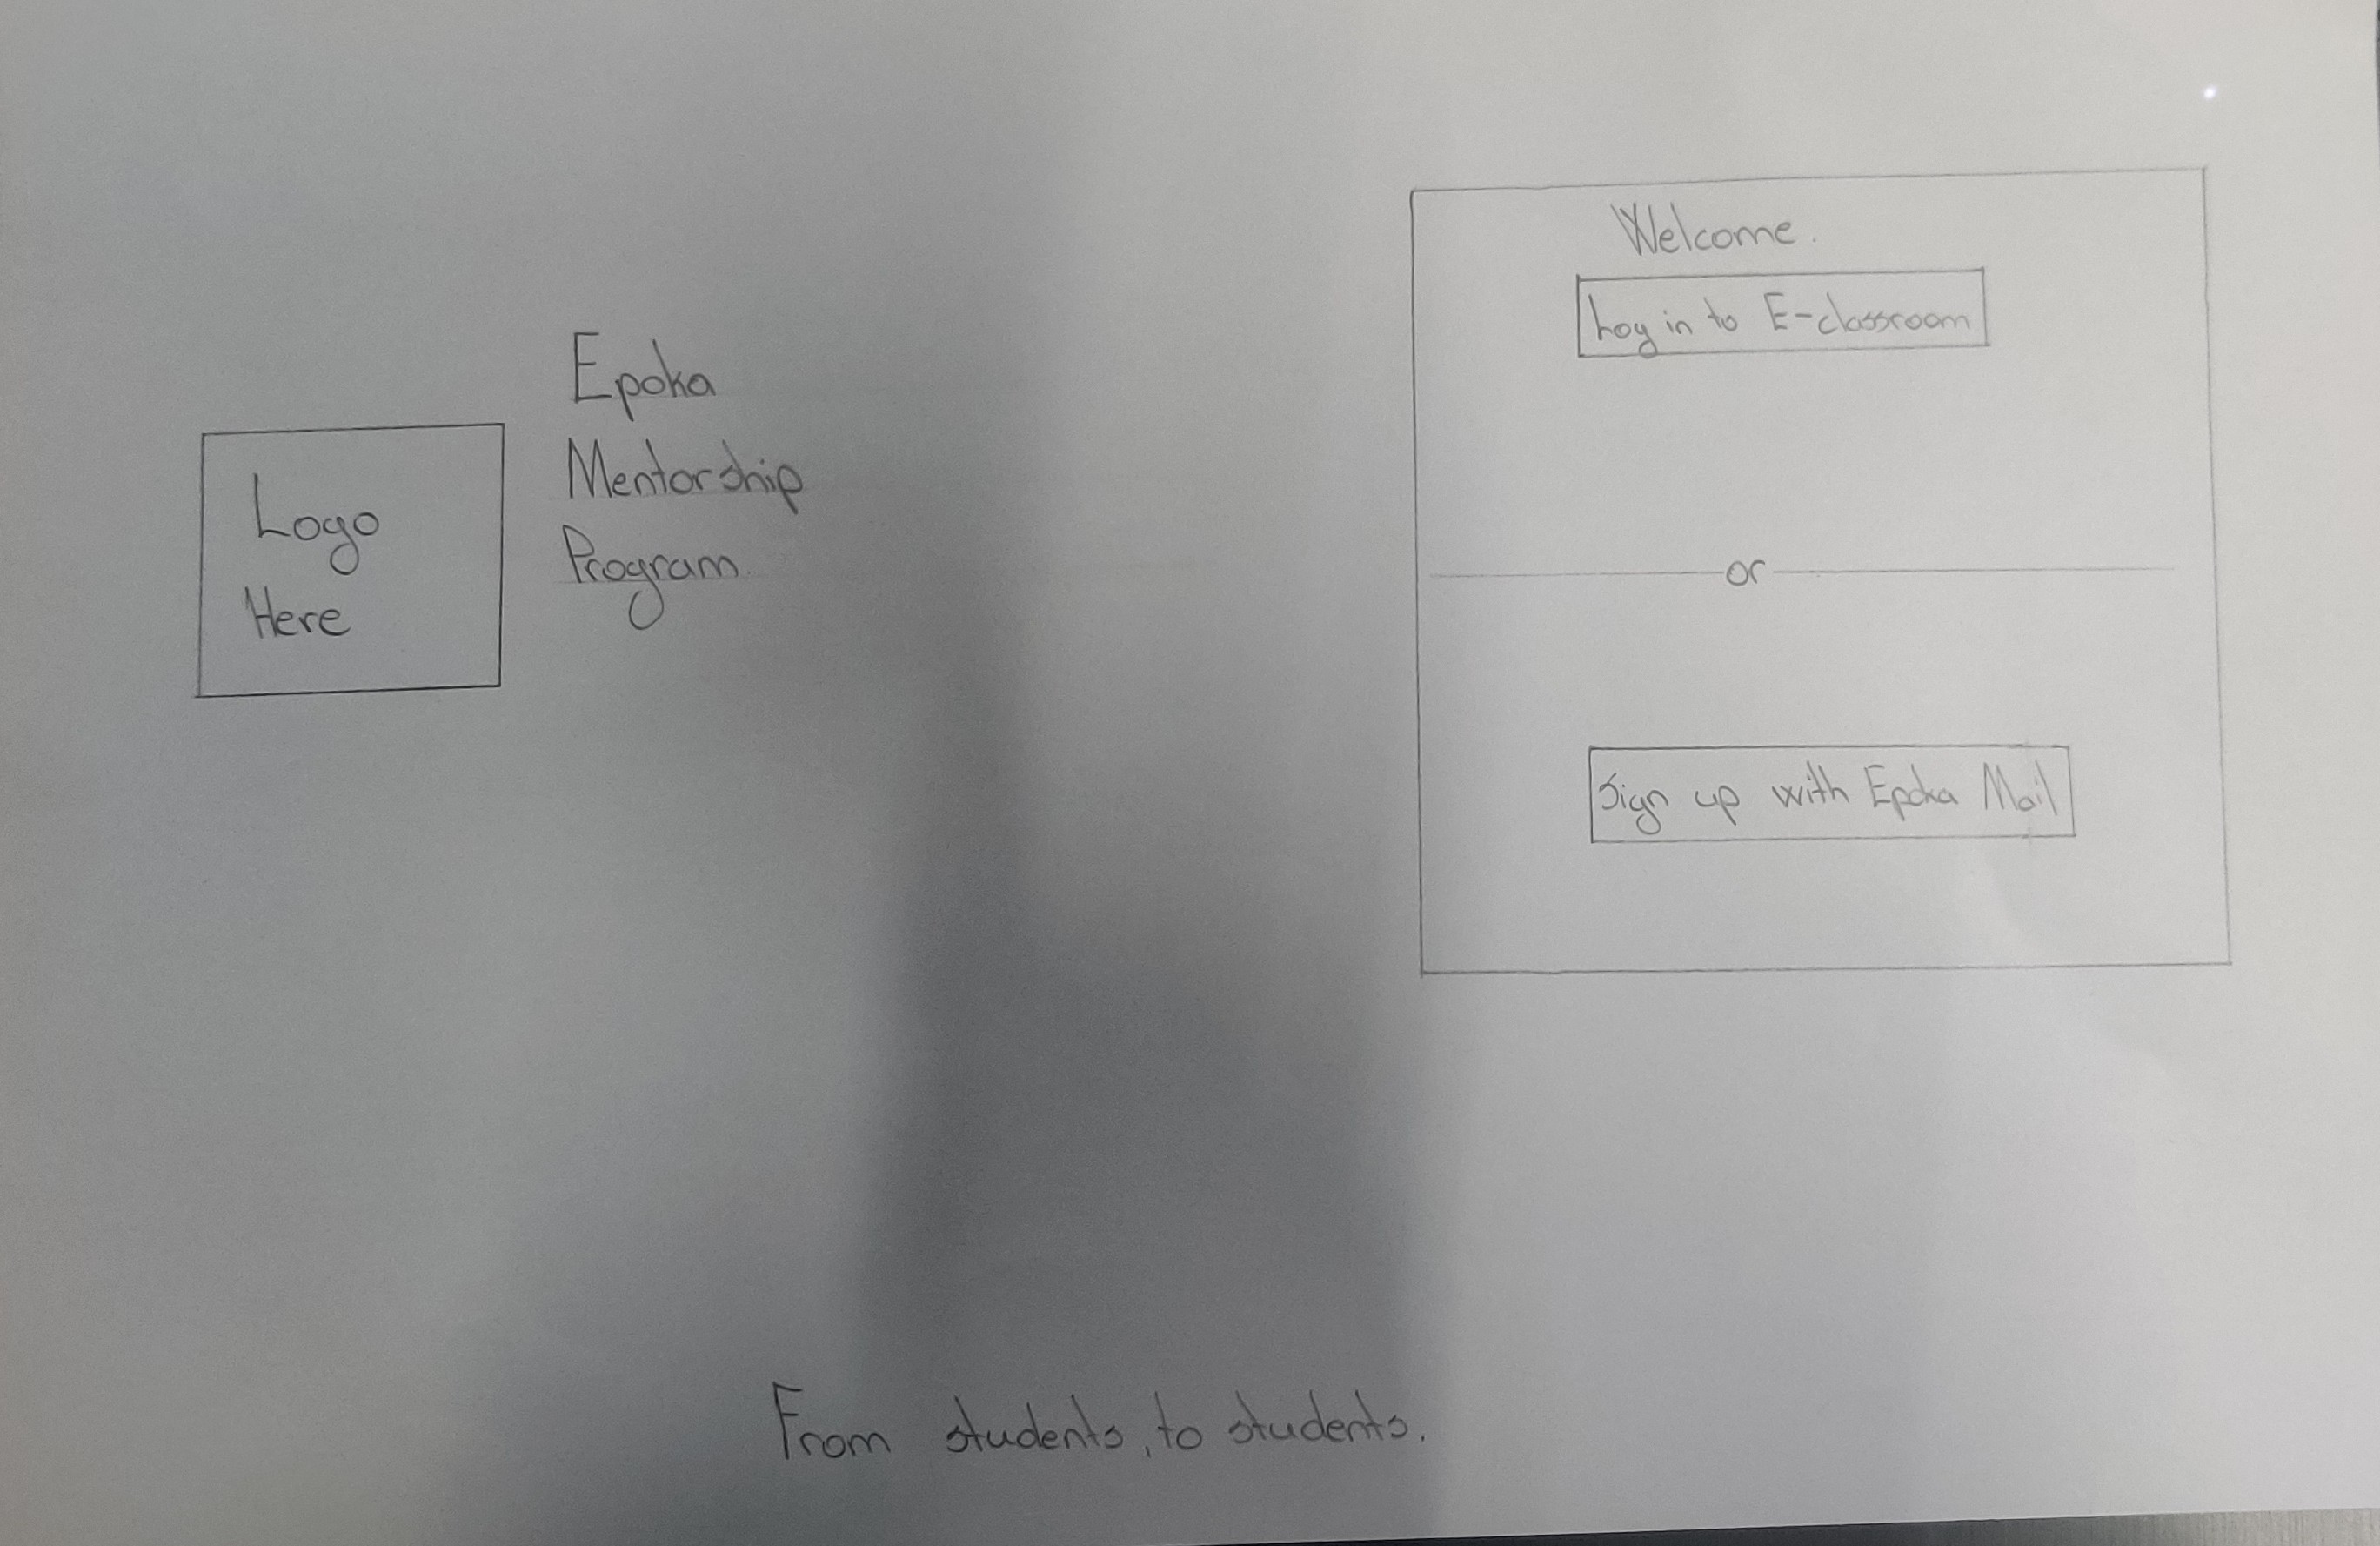 Logo
Here
Epoka
Mentorship
Program.
Welcome.
Log in to E-classroom
or
Sign up with Epoka Mail
From students, to students.